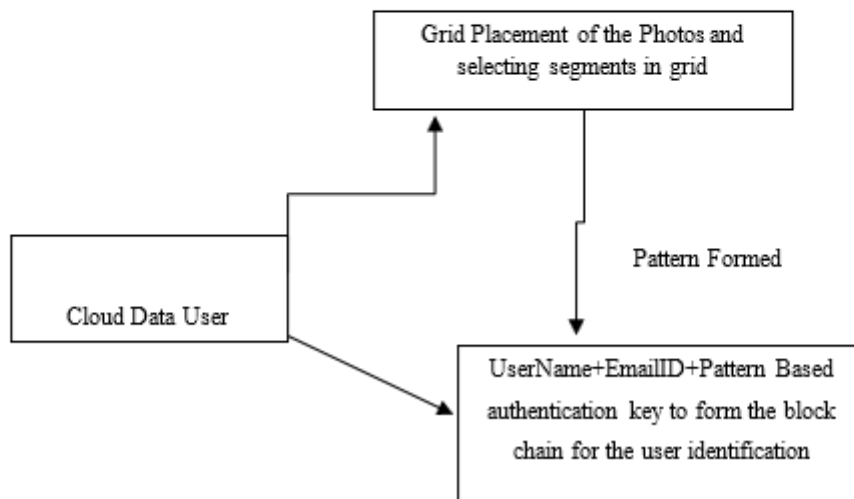 Grid Placement of the Photos and
selecting segments in grid
Pattern Formed
Cloud Data User
UserName+EmailID+Pattern Based
authentication key to form the block
chain for the user identification